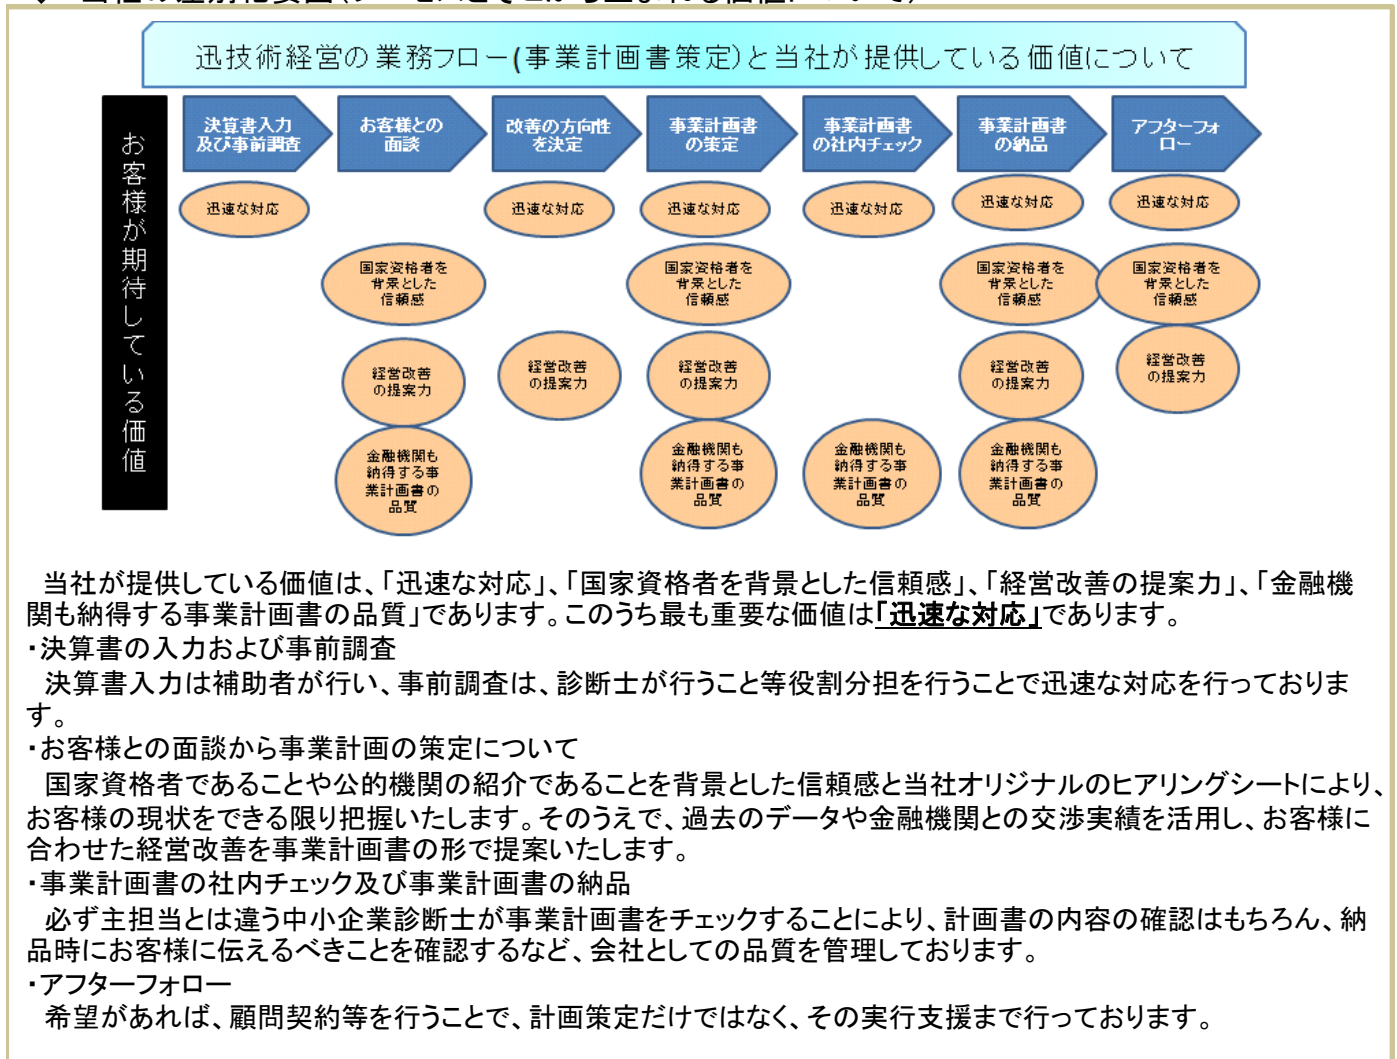 迅技術経営の業務フロー(事業計画書策定)と当社が提供している価値について
お客様が期待している価値
決算書入力
及び事前調査
お客様との
面談
改善の方向性
を決定
事業計画書
の策定
事業計画書
の社内チェック
事業計画書
の納品
アフターフォ
ロー
迅速な対応
迅速な対応
迅速な対応
迅速な対応
迅速な対応
迅速な対応
国家資格者を
背景とした
信頼感
国家資格者を
背景とした
信頼感
国家資格者を
背景とした
信頼感
国家資格者を
背景とした
信頼感
経営改善
の提案力
経営改善
の提案力
経営改善
の提案力
経営改善
の提案力
経営改善
の提案力
金融機関も
納得する事
業計画書の
品質
金融機関も
納得する事
業計画書の
品質
金融機関も
納得する事
業計画書の
品質
金融機関も
納得する事
業計画書の
品質
当社が提供している価値は、「迅速な対応」、「国家資格者を背景とした信頼感」、「経営改善の提案力」、「金融機
関も納得する事業計画書の品質」であります。このうち最も重要な価値は「迅速な対応」であります。
・決算書の入力および事前調査
決算書入力は補助者が行い、事前調査は、診断士が行うこと等役割分担を行うことで迅速な対応を行っておりま
す。
・お客様との面談から事業計画の策定について
国家資格者であることや公的機関の紹介であることを背景とした信頼感と当社オリジナルのヒアリングシートにより、
お客様の現状をできる限り把握いたします。そのうえで、過去のデータや金融機関との交渉実績を活用し、お客様に
合わせた経営改善を事業計画書の形で提案いたします。
・事業計画書の社内チェック及び事業計画書の納品
必ず主担当とは違う中小企業診断士が事業計画書をチェックすることにより、計画書の内容の確認はもちろん、納
品時にお客様に伝えるべきことを確認するなど、会社としての品質を管理しております。
・アフターフォロー
希望があれば、顧問契約等を行うことで、計画策定だけではなく、その実行支援まで行っております。